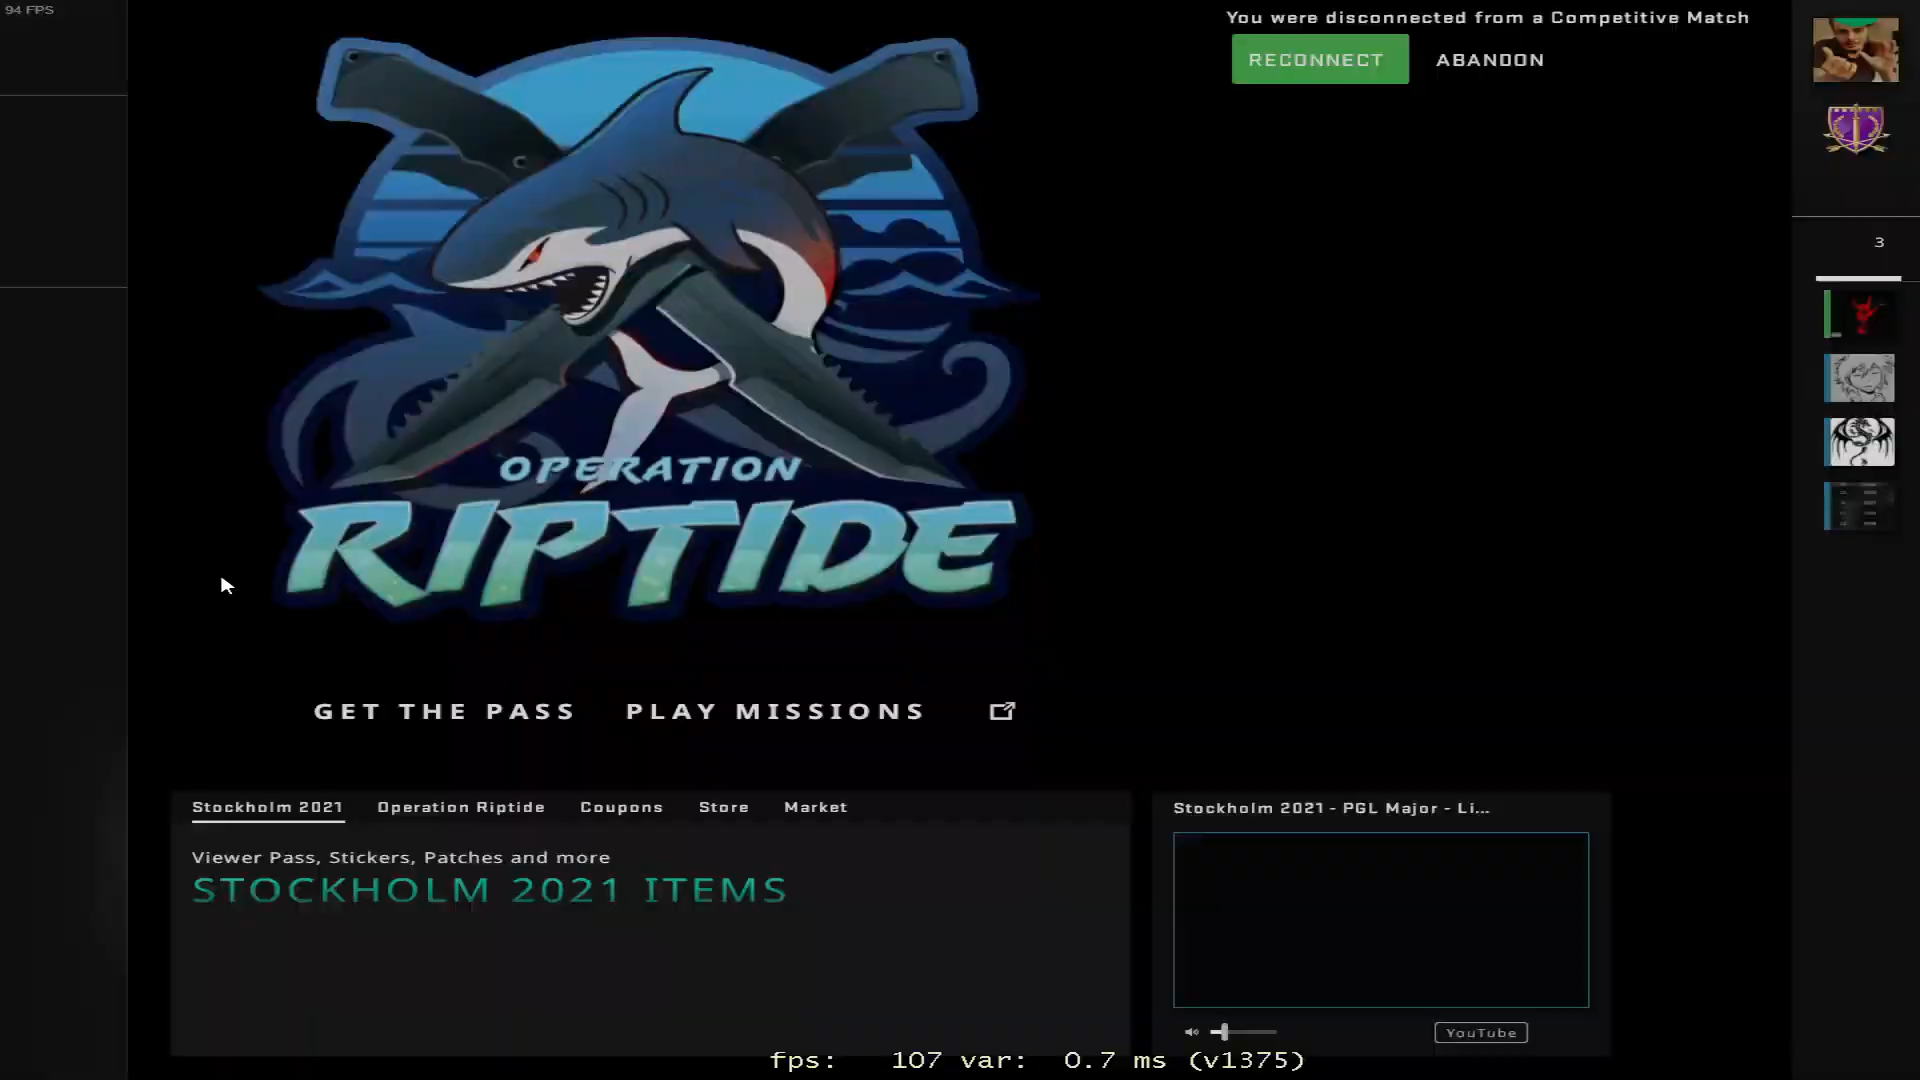 94 FPS
You were disconnected from a Competitive Match
RECONNECT ABANDON
3
OPERATION
RIPTIDE
GET THE PASS PLAY MISSIONS
Stockholm 2021 Operation Riptide Coupons Store Market
Viewer Pass, Stickers, Patches and more
STOCKHOLM 2021 ITEMS
Stockholm 2021 - PGL Major - Li...
YouTube
fps: 107 var: 0.7 ms (v1375)